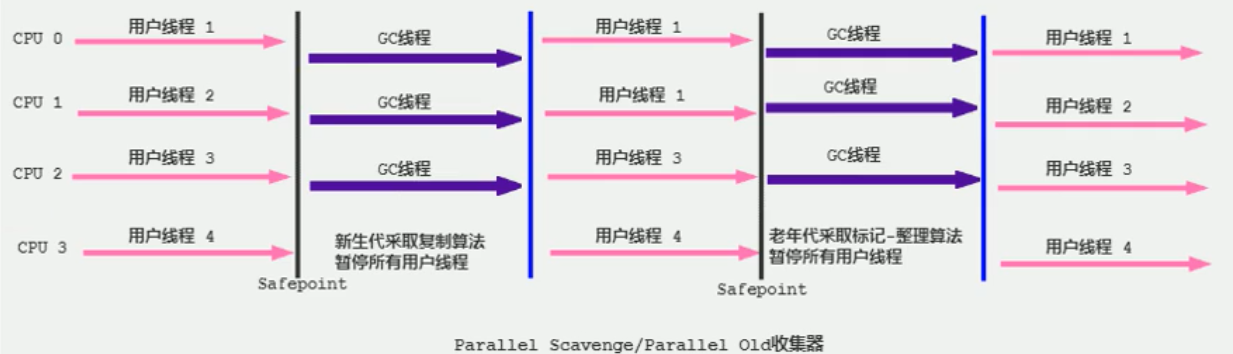 CPU 0 用户线程 1 GC线程 用户线程 1 GC线程 用户线程 1
CPU 1 用户线程 2 GC线程 用户线程 1 GC线程 用户线程 2
CPU 2 用户线程 3 GC线程 用户线程 3 GC线程 用户线程 3
CPU 3 用户线程 4 用户线程 4 用户线程 4
新生代采取复制算法
暂停所有用户线程
老年代采取标记-整理算法
暂停所有用户线程
Safepoint
Safepoint
Parallel Scavenge/Parallel Old收集器